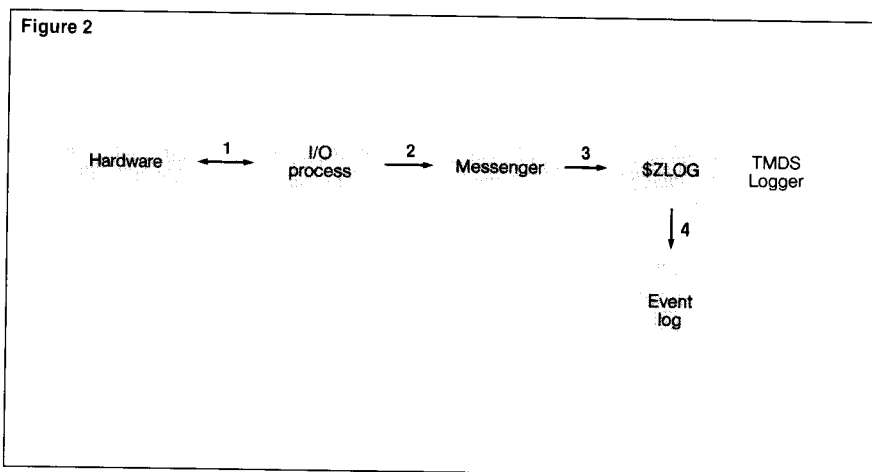 Figure 2
Hardware
1
I/O
process
2
Messenger
3
$ZLOG
TMDS
Logger
4
Event
log